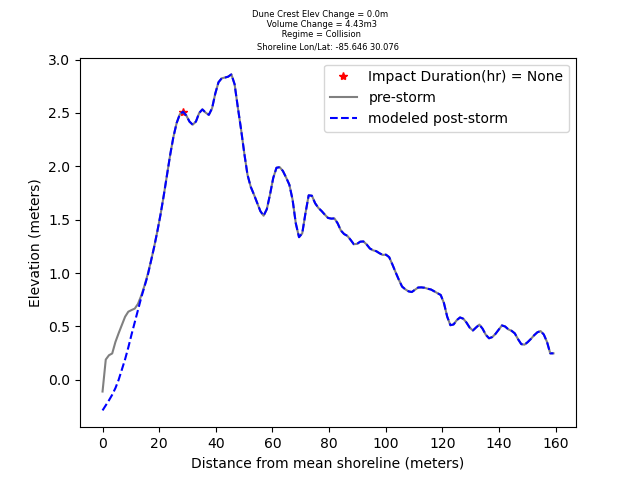 Dune Crest Elev Change = 0.0m
Volume Change = 4.43m3
Regime = Collision
Shoreline Lon/Lat: -85.646 30.076
Impact Duration(hr) = None
pre-storm
modeled post-storm
3.0
2.5
2.0
1.5
1.0
0.5
0.0
Elevation (meters)
0 20 40 60 80 100 120 140 160
Distance from mean shoreline (meters)